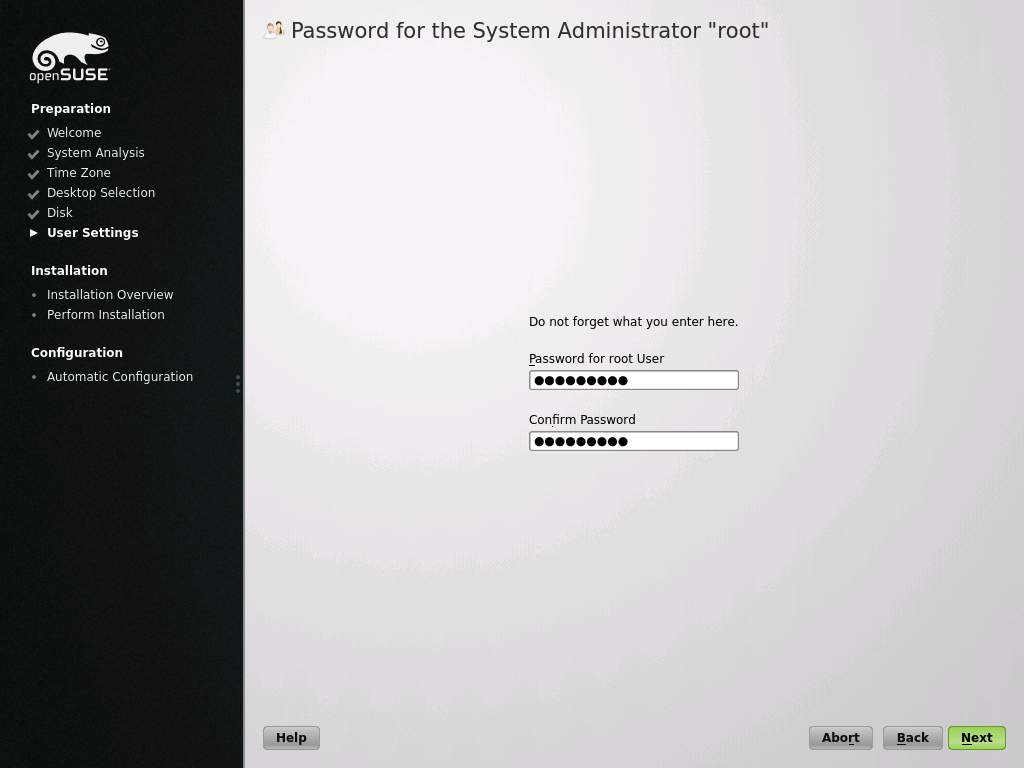 openSUSE
Preparation
Welcome
System Analysis
Time Zone
Desktop Selection
Disk
User Settings
Installation
Installation Overview
Perform Installation
Configuration
Automatic Configuration
Password for the System Administrator "root"
Do not forget what you enter here.
Password for root User
●●●●●●●●●
Confirm Password
●●●●●●●●●
Help
Abort
Back
Next